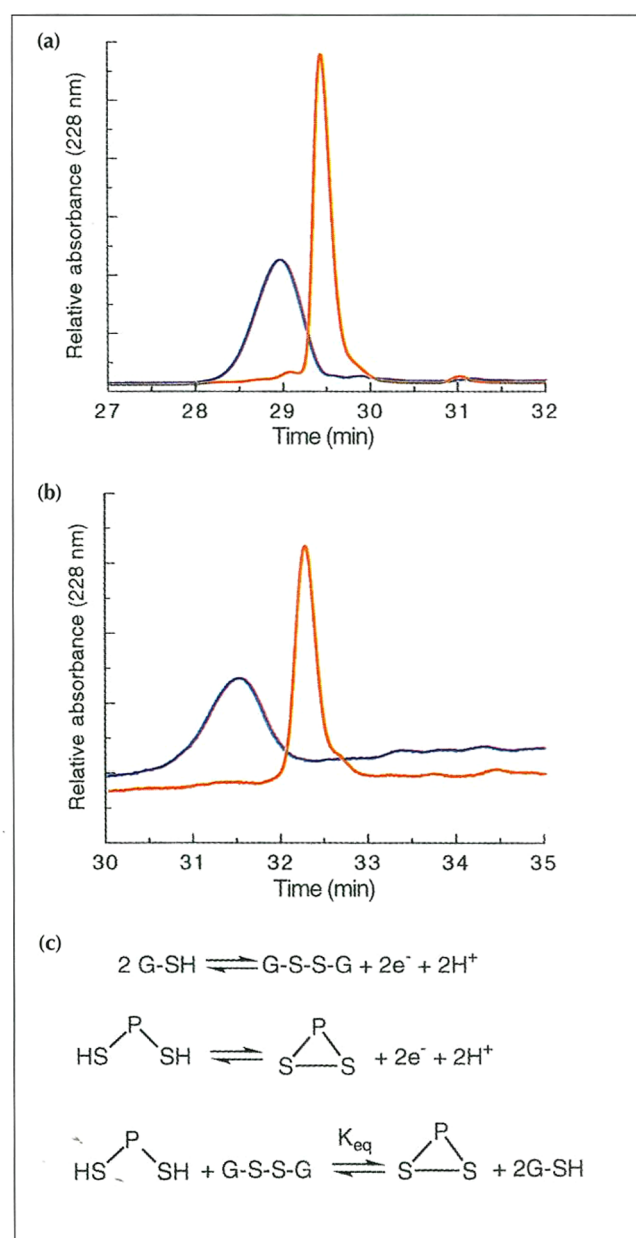 (a)
Relative absorbance (228 nm)
27 28 29 30 31 32
Time (min)
(b)
Relative absorbance (228 nm)
30 31 32 33 34 35
Time (min)
(c)
2 G-SH ⇌ G-S-S-G + 2e⁻ + 2H⁺
P
HS SH ⇌ S S + 2e⁻ + 2H⁺
P
P Keq
HS SH + G-S-S-G ⇌ S S + 2G-SH